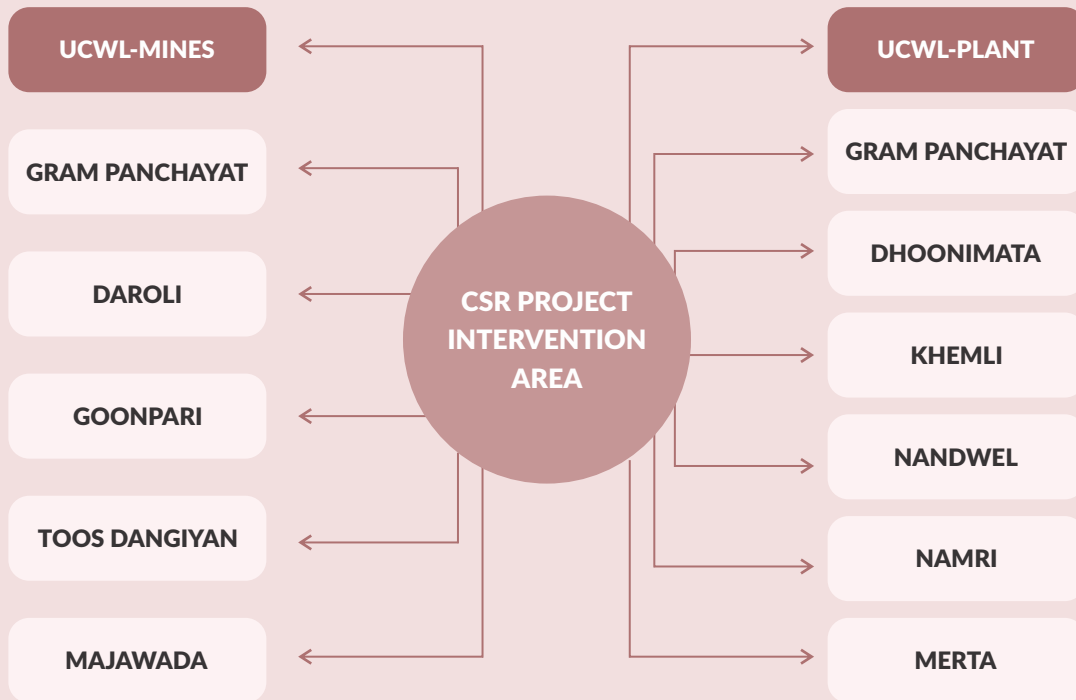 UCWL-MINES
GRAM PANCHAYAT
DAROLI
GOONPARI
TOOS DANGIYAN
MAJAWADA
CSR PROJECT
INTERVENTION
AREA
UCWL-PLANT
GRAM PANCHAYAT
DHOONIMATA
KHEMLI
NANDWEL
NAMRI
MERTA